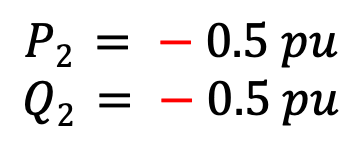 P₂ = − 0.5 pu
Q₂ = − 0.5 pu